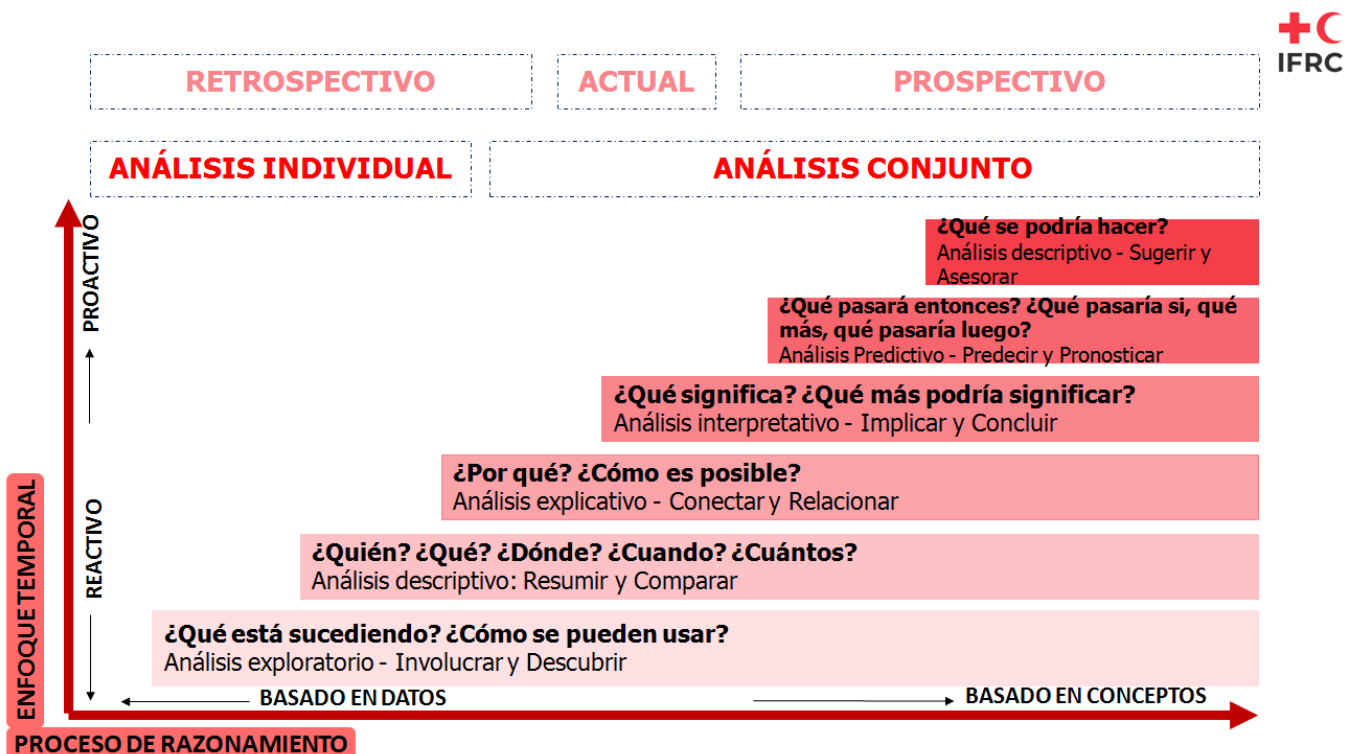 IFRC
RETROSPECTIVO
ACTUAL
PROSPECTIVO
ANÁLISIS INDIVIDUAL
ANÁLISIS CONJUNTO
¿Qué se podría hacer?
Análisis descriptivo - Sugerir y
Asesorar
¿Qué pasará entonces? ¿Qué pasaría si, qué
más, qué pasaría luego?
Análisis Predictivo - Predecir y Pronosticar
¿Qué significa? ¿Qué más podría significar?
Análisis interpretativo - Implicar y Concluir
¿Por qué? ¿Cómo es posible?
Análisis explicativo - Conectar y Relacionar
¿Quién? ¿Qué? ¿Dónde? ¿Cuando? ¿Cuántos?
Análisis descriptivo: Resumir y Comparar
¿Qué está sucediendo? ¿Cómo se pueden usar?
Análisis exploratorio - Involucrar y Descubrir
PROACTIVO
REACTIVO
ENFOQUE TEMPORAL
BASADO EN DATOS
BASADO EN CONCEPTOS
PROCESO DE RAZONAMIENTO